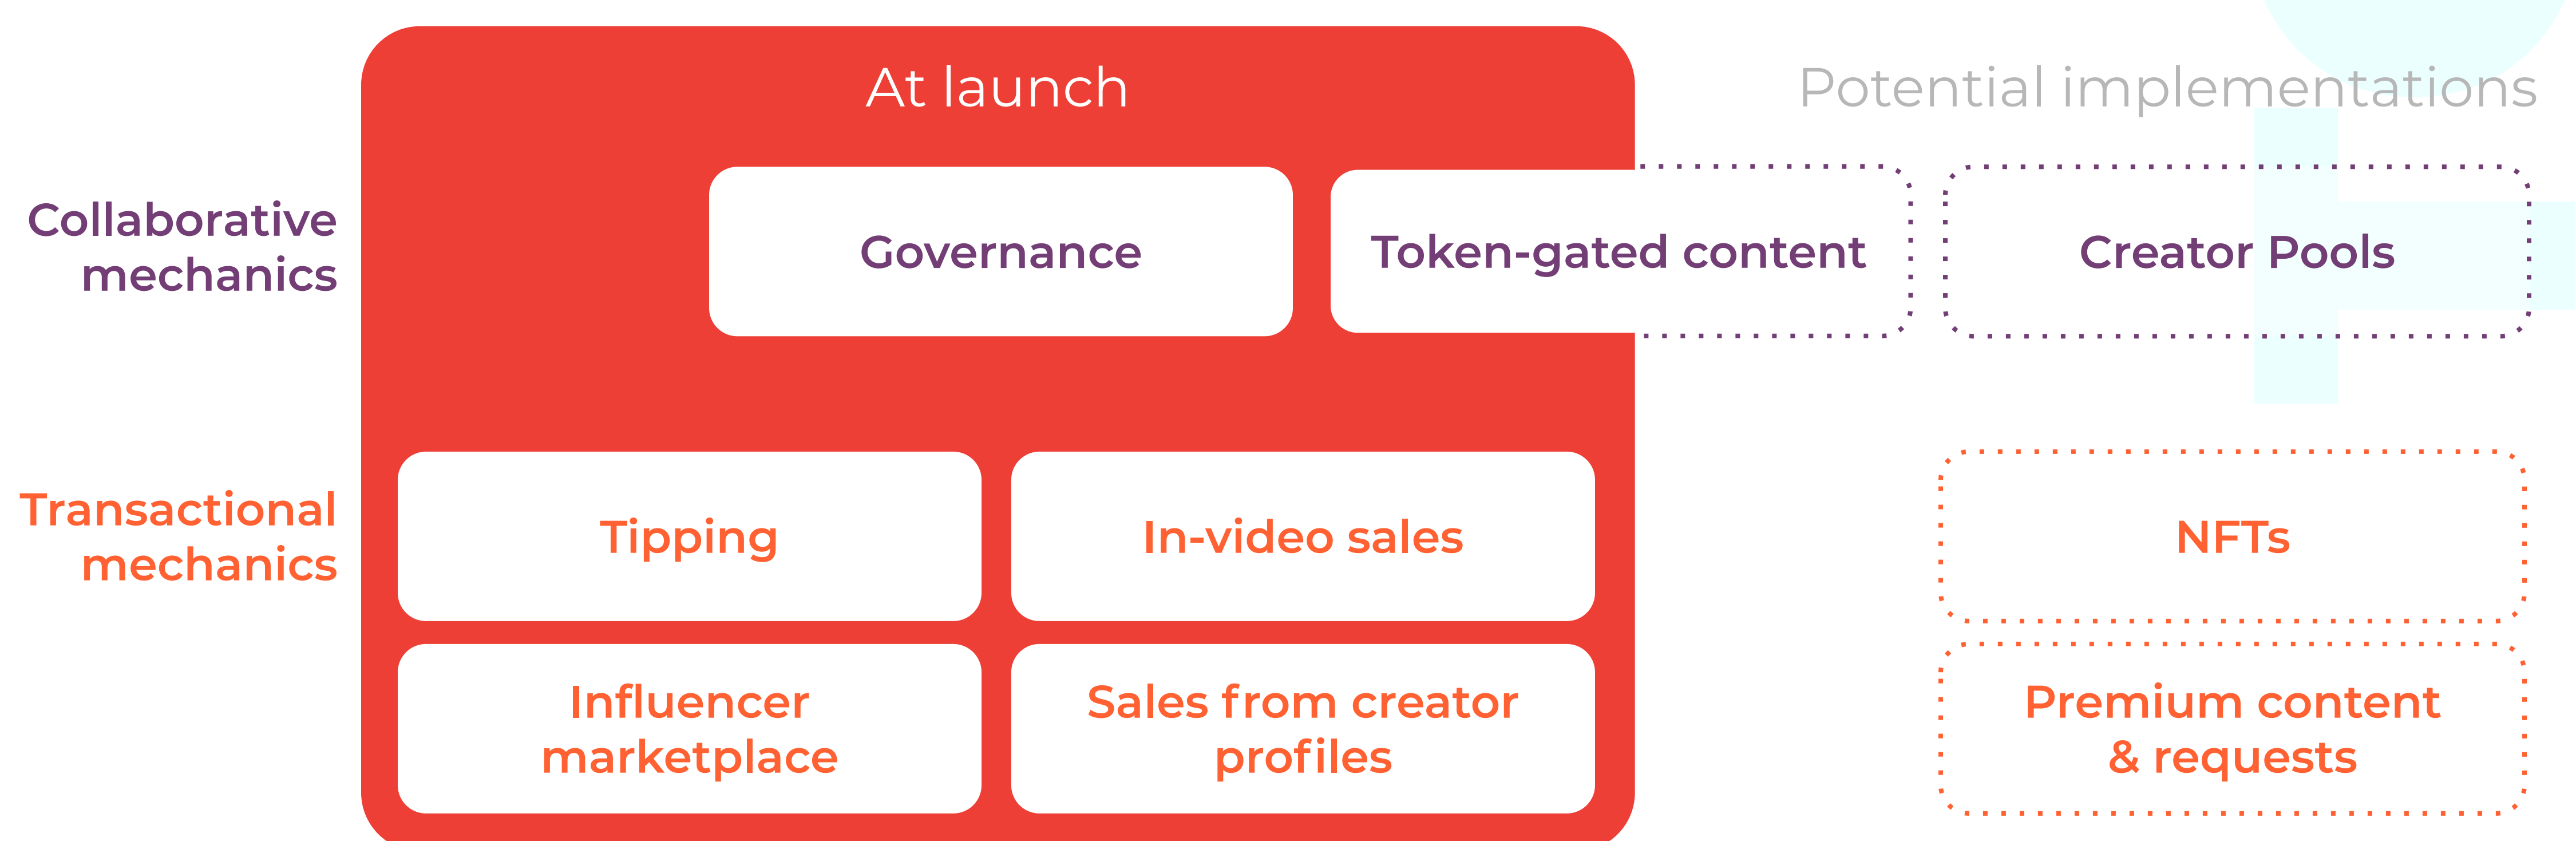 At launch
Potential implementations
Collaborative
mechanics
Governance
Token-gated content
Creator Pools
Transactional
mechanics
Tipping
In-video sales
NFTs
Influencer
marketplace
Sales from creator
profiles
Premium content
& requests